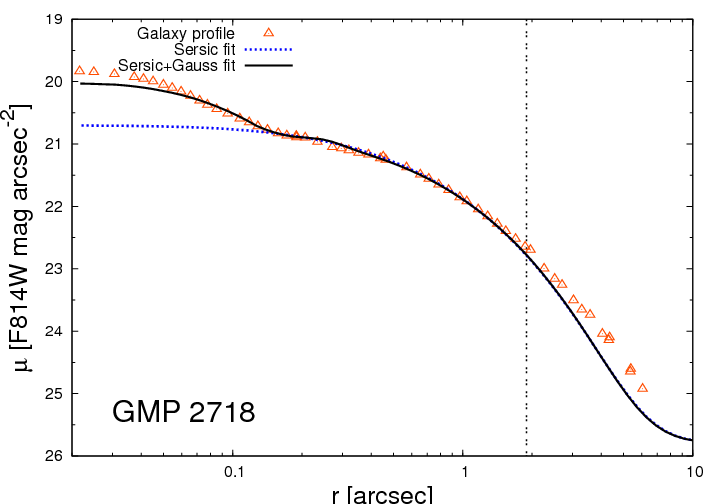 19
20
21
22
23
24
25
26
μ [F814W mag arcsec-2]
Galaxy profile
Sersic fit
Sersic+Gauss fit
GMP 2718
0.1 1 10
r [arcsec]